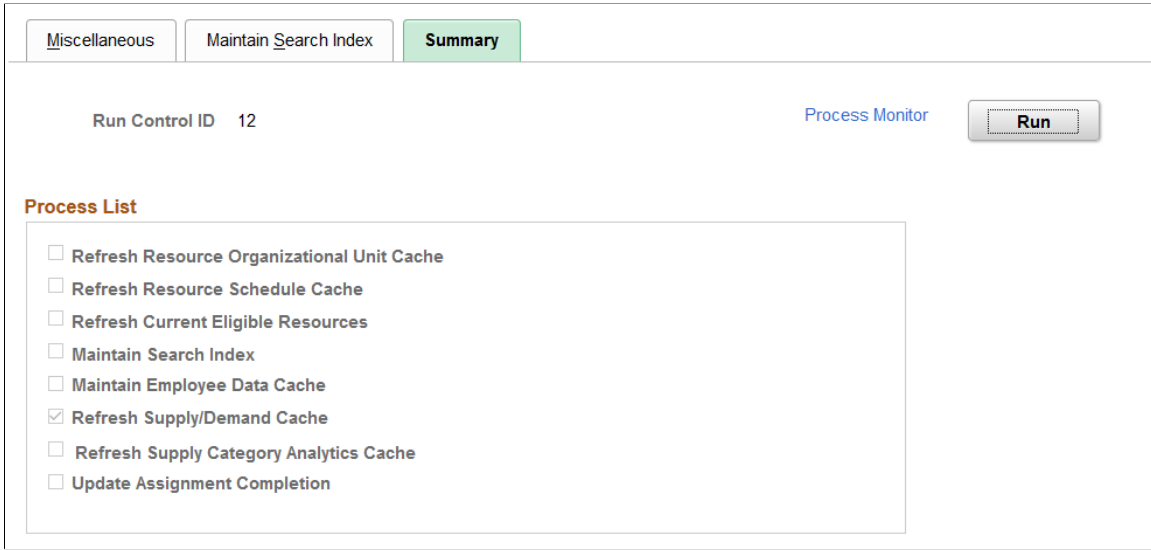 Miscellaneous Maintain Search Index Summary
Run Control ID 12 Process Monitor Run
Process List
Refresh Resource Organizational Unit Cache
Refresh Resource Schedule Cache
Refresh Current Eligible Resources
Maintain Search Index
Maintain Employee Data Cache
Refresh Supply/Demand Cache
Refresh Supply Category Analytics Cache
Update Assignment Completion